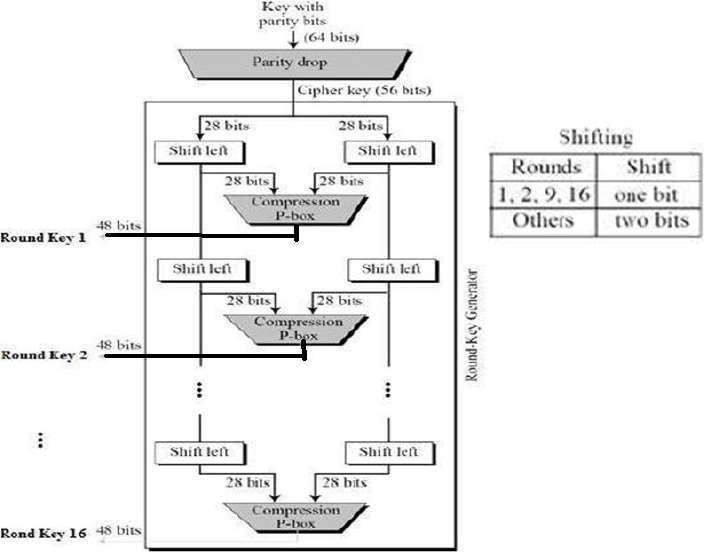 Key with
parity bits
(64 bits)
Parity drop
Cipher key (56 bits)
28 bits
28 bits
Shift left
Shift left
28 bits
28 bits
Compression
P-box
48 bits
Round Key 1
Shift left
Shift left
28 bits
28 bits
Compression
P-box
48 bits
Round Key 2
Shift left
Shift left
28 bits
28 bits
Compression
P-box
48 bits
Rond Key 16
Round-Key Generator
Shifting
Rounds Shift
1, 2, 9, 16 one bit
Others two bits